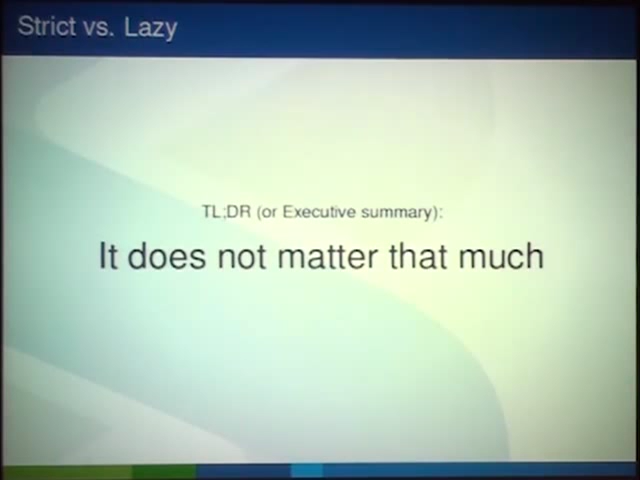 Strict vs. Lazy
TL;DR (or Executive summary):
It does not matter that much